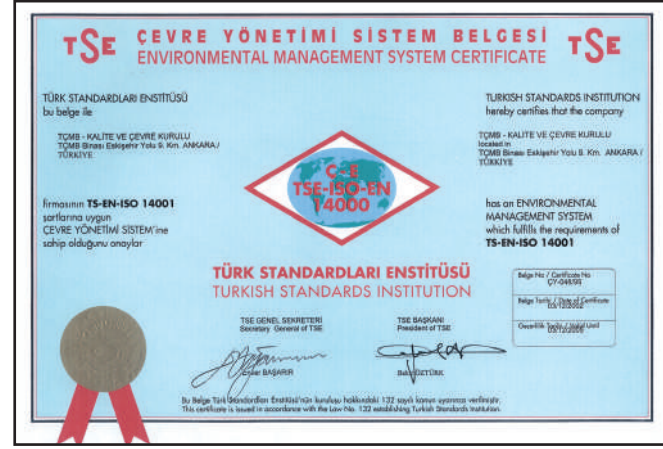 TSE ÇEVRE YÖNETİMİ SİSTEM BELGESİ TSE
ENVIRONMENTAL MANAGEMENT SYSTEM CERTIFICATE
TÜRK STANDARDLARI ENSTİTÜSÜ
bu belge ile
TÇMB - KALİTE VE ÇEVRE KURULU
TÇMB Binası Eskişehir Yolu 9. Km. ANKARA /
TÜRKİYE
firmasının TS-EN-ISO 14001
şartlarına uygun
ÇEVRE YÖNETİMİ SİSTEM'ine
sahip olduğunu onaylar
TURKISH STANDARDS INSTITUTION
hereby certifies that the company
TÇMB - KALİTE VE ÇEVRE KURULU
located in
TÇMB Binası Eskişehir Yolu 9. Km. ANKARA /
TÜRKİYE
has an ENVIRONMENTAL
MANAGEMENT SYSTEM
which fulfills the requirements of
TS-EN-ISO 14001
Ç-E
TSE-ISO-EN
14000
TÜRK STANDARDLARI ENSTİTÜSÜ
TURKISH STANDARDS INSTITUTION
TSE GENEL SEKRETERİ
Secretary General of TSE
BAŞARIR
TSE BAŞKANI
President of TSE
ÖZTÜRK
Belge No / Certificate No
Belge Tarihi / Date of Certificate
03/12/2002
Bu Belge Türk Standardları Enstitüsü'nün kuruluşu hakkındaki 132 sayılı kanun uyarınca verilmiştir.
This certificate is issued in accordance with the Law No. 132 establishing Turkish Standards Institution.